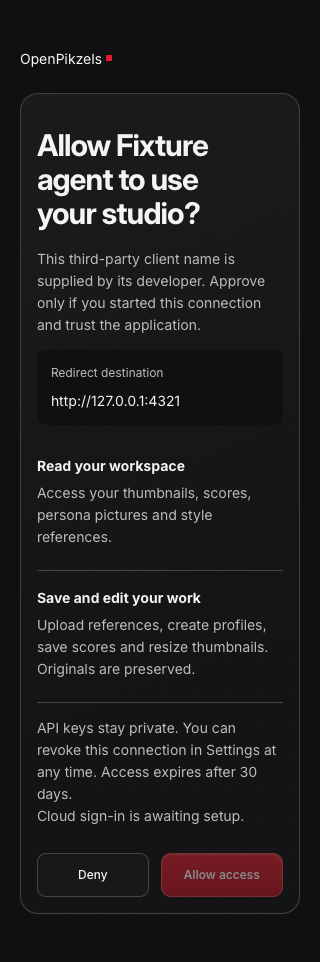 OpenPikzels
Allow Fixture
agent to use
your studio?
This third-party client name is
supplied by its developer. Approve
only if you started this connection
and trust the application.
Redirect destination
http://127.0.0.1:4321
Read your workspace
Access your thumbnails, scores,
persona pictures and style
references.
Save and edit your work
Upload references, create profiles,
save scores and resize thumbnails.
Originals are preserved.
API keys stay private. You can
revoke this connection in Settings at
any time. Access expires after 30
days.
Cloud sign-in is awaiting setup.
Deny
Allow access